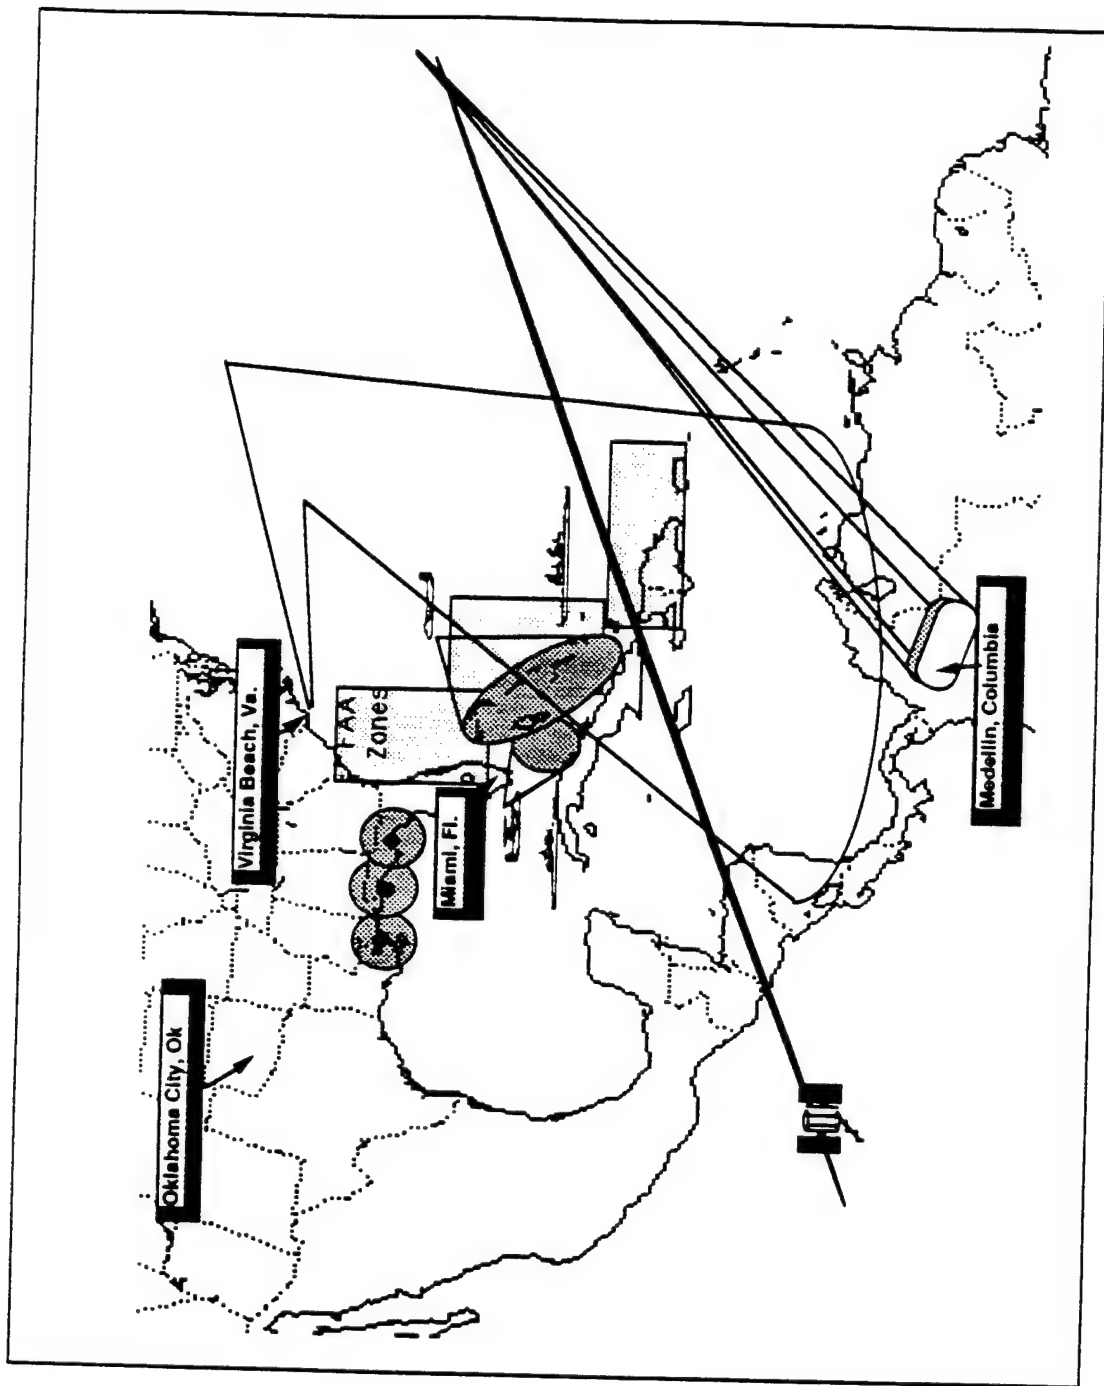 Oklahoma City, Ok
Virginia Beach, Va.
FAA
Zones
Miami, Fl.
Medellin, Columbia